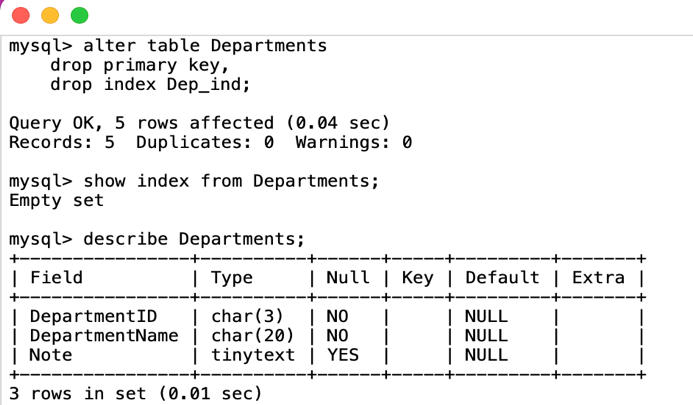 mysql> alter table Departments
    drop primary key,
    drop index Dep_ind;
Query OK, 5 rows affected (0.04 sec)
Records: 5  Duplicates: 0  Warnings: 0
mysql> show index from Departments;
Empty set
mysql> describe Departments;
+----------------+----------+------+-----+---------+-------+
| Field          | Type     | Null | Key | Default | Extra |
+----------------+----------+------+-----+---------+-------+
| DepartmentID   | char(3)  | NO   |     | NULL    |       |
| DepartmentName | char(20) | NO   |     | NULL    |       |
| Note           | tinytext | YES  |     | NULL    |       |
+----------------+----------+------+-----+---------+-------+
3 rows in set (0.01 sec)